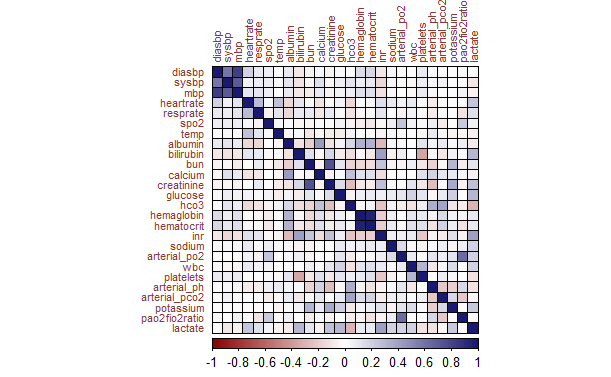 diasbp sysbp mbp heartrate resprate spo2 temp albumin bilirubin bun calcium creatinine glucose hco3 hemaglobin hematocrit inr sodium arterial_po2 wbc platelets arterial_ph arterial_pco2 potassium pao2fio2ratio lactate
diasbp
sysbp
mbp
heartrate
resprate
spo2
temp
albumin
bilirubin
bun
calcium
creatinine
glucose
hco3
hemaglobin
hematocrit
inr
sodium
arterial_po2
wbc
platelets
arterial_ph
arterial_pco2
potassium
pao2fio2ratio
lactate
-1 -0.8 -0.6 -0.4 -0.2 0 0.2 0.4 0.6 0.8 1